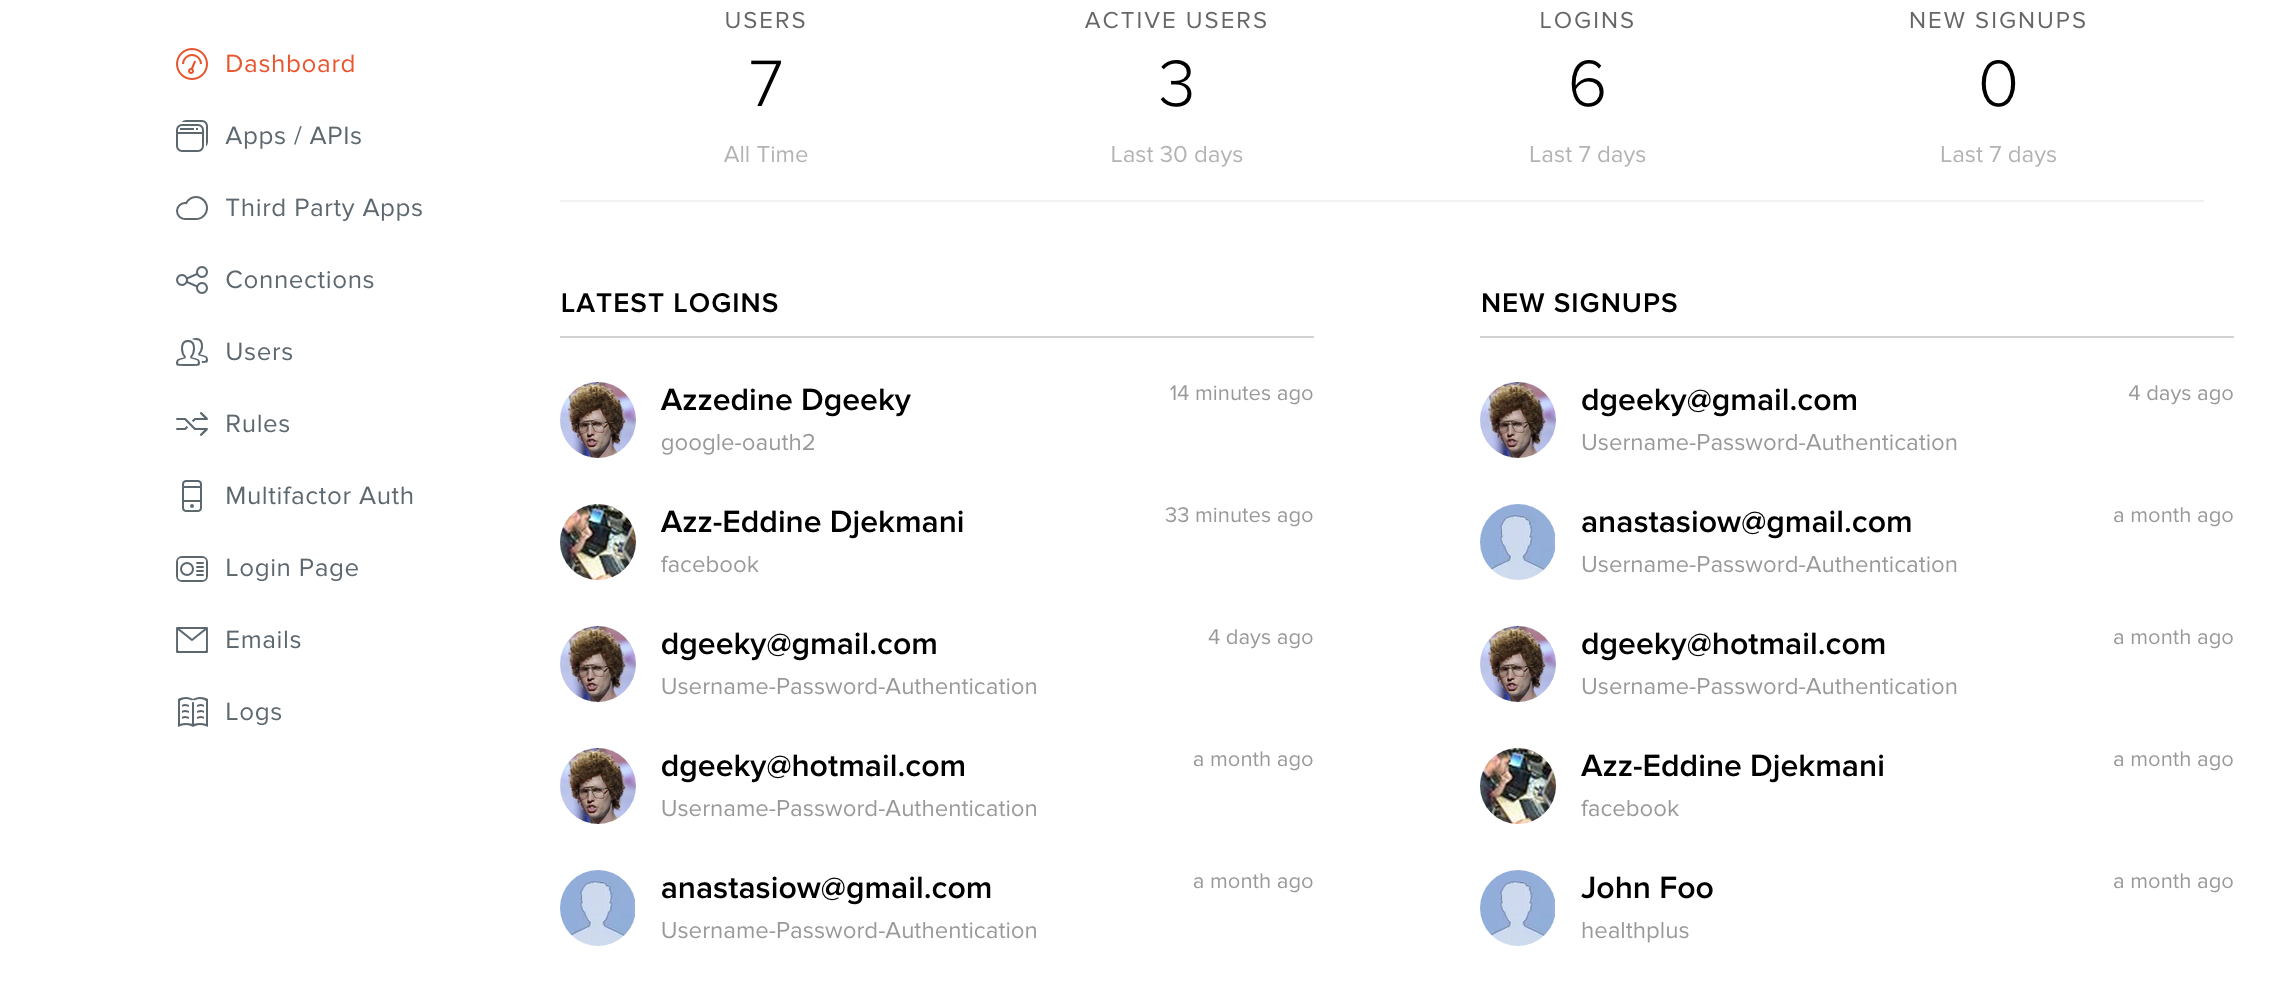 USERS
7
All Time
ACTIVE USERS
3
Last 30 days
LOGINS
6
Last 7 days
NEW SIGNUPS
0
Last 7 days
Dashboard
Apps / APIs
Third Party Apps
Connections
Users
Rules
Multifactor Auth
Login Page
Emails
Logs
LATEST LOGINS
Azzedine Dgeeky
14 minutes ago
google-oauth2
Azz-Eddine Djekmani
33 minutes ago
facebook
dgeeky@gmail.com
4 days ago
Username-Password-Authentication
dgeeky@hotmail.com
a month ago
Username-Password-Authentication
anastasiow@gmail.com
a month ago
Username-Password-Authentication
NEW SIGNUPS
dgeeky@gmail.com
4 days ago
Username-Password-Authentication
anastasiow@gmail.com
a month ago
Username-Password-Authentication
dgeeky@hotmail.com
a month ago
Username-Password-Authentication
Azz-Eddine Djekmani
a month ago
facebook
John Foo
a month ago
healthplus